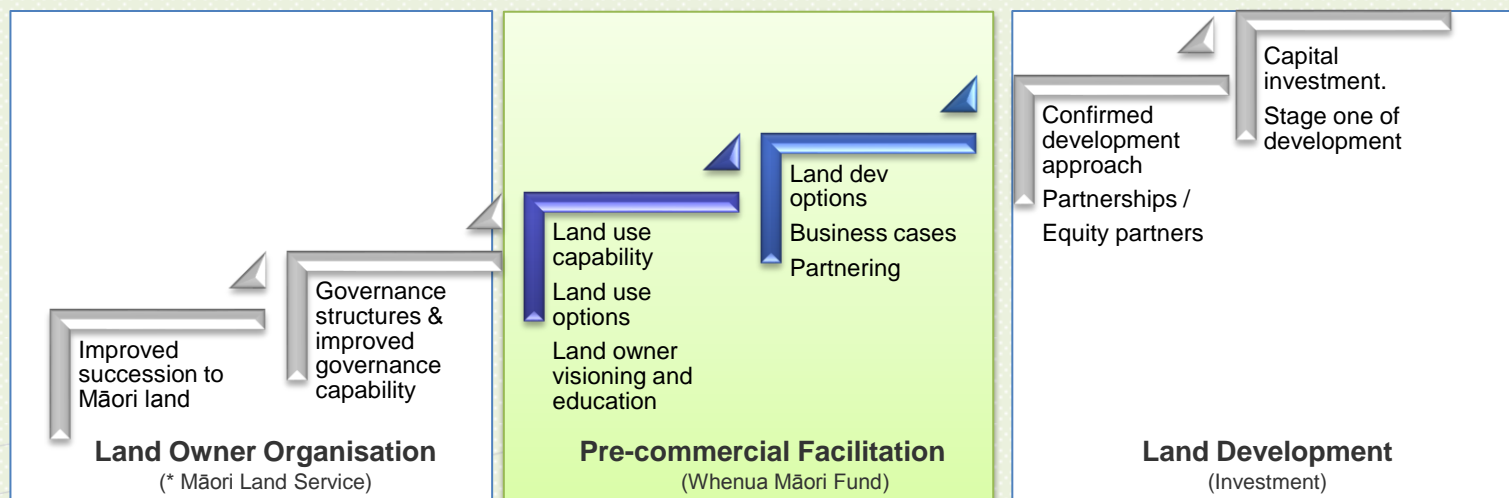 Improved
succession to
Māori land
Governance
structures &
improved
governance
capability
Land Owner Organisation
(* Māori Land Service)
Land use
capability
Land use
options
Land owner
visioning and
education
Land dev
options
Business cases
Partnering
Pre-commercial Facilitation
(Whenua Māori Fund)
Confirmed
development
approach
Partnerships /
Equity partners
Capital
investment.
Stage one of
development
Land Development
(Investment)